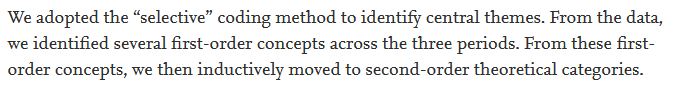 We adopted the “selective” coding method to identify central themes. From the data,
we identified several first-order concepts across the three periods. From these first-
order concepts, we then inductively moved to second-order theoretical categories.